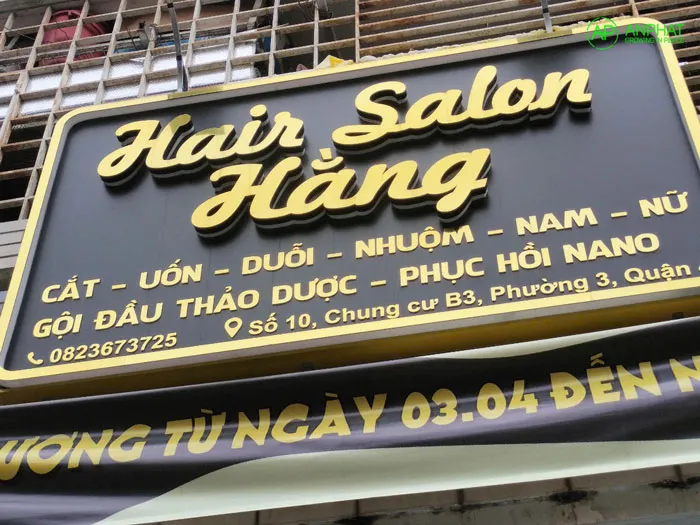 ANPHAT
Hair Salon
Hằng
CẮT - UỐN - DUỖI - NHUỘM - NAM - NỮ
GỘI ĐẦU THẢO DƯỢC - PHỤC HỒI NANO
0823673725 Số 10, Chung cư B3, Phường 3, Quận
ƯƠNG TỪ NGÀY 03.04 ĐẾN N